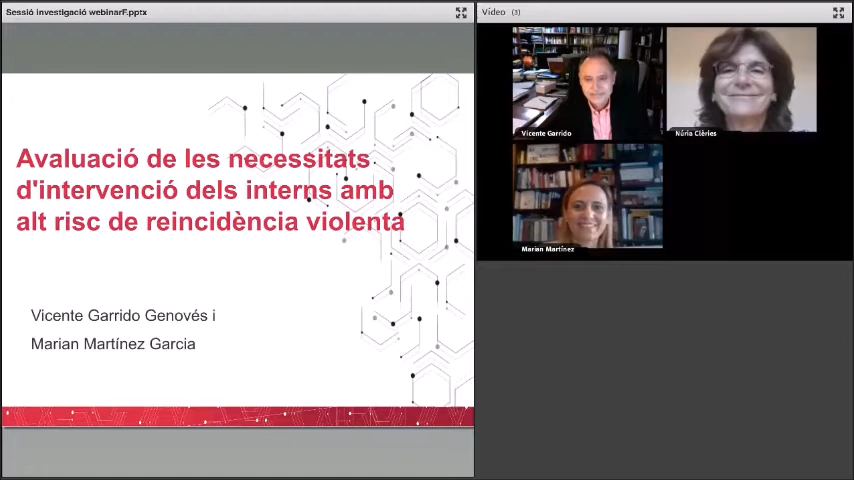 Sessió investigació webinarF.pptx
Avaluació de les necessitats
d'intervenció dels interns amb
alt risc de reincidència violenta
Vicente Garrido Genovés i
Marian Martínez Garcia
Vídeo (3)
Vicente Garrido
Núria Clèries
Marian Martínez